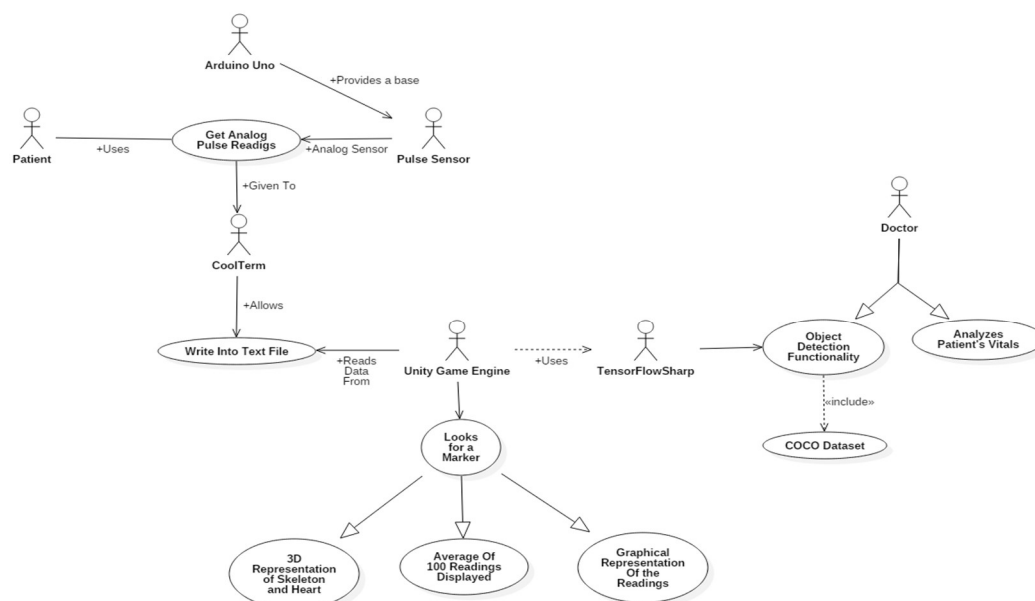 Arduino Uno
+Provides a base
Patient
+Uses
Get Analog
Pulse Readigs
+Analog Sensor
Pulse Sensor
+Given To
CoolTerm
+Allows
Write Into Text File
+Reads
Data
From
Unity Game Engine
+Uses
TensorFlowSharp
Doctor
Object
Detection
Functionality
Analyzes
Patient's Vitals
«include»
COCO Dataset
Looks
for a
Marker
3D
Representation
of Skeleton
and Heart
Average Of
100 Readings
Displayed
Graphical
Representation
Of the
Readings